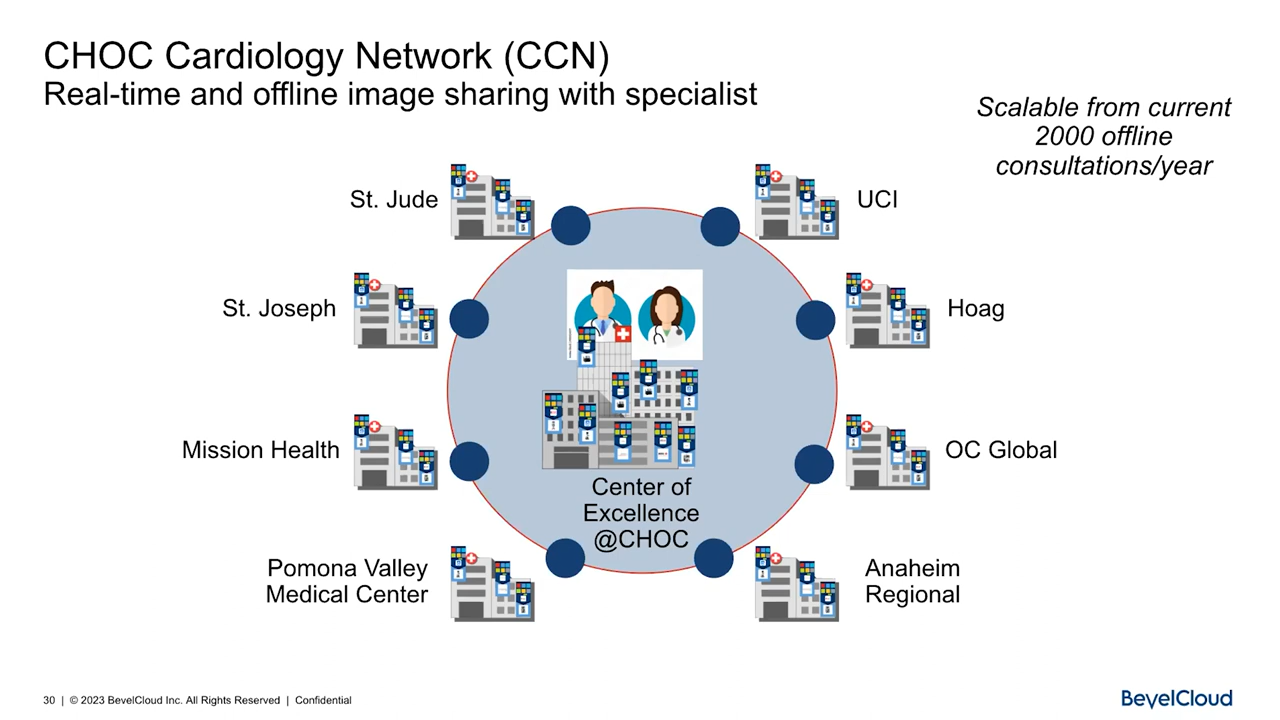 CHOC Cardiology Network (CCN)
Real-time and offline image sharing with specialist
Scalable from current
2000 offline
consultations/year
St. Jude
UCI
St. Joseph
Hoag
Mission Health
OC Global
Center of
Excellence
@CHOC
Pomona Valley
Medical Center
Anaheim
Regional
30 | © 2023 BevelCloud Inc. All Rights Reserved | Confidential
BevelCloud